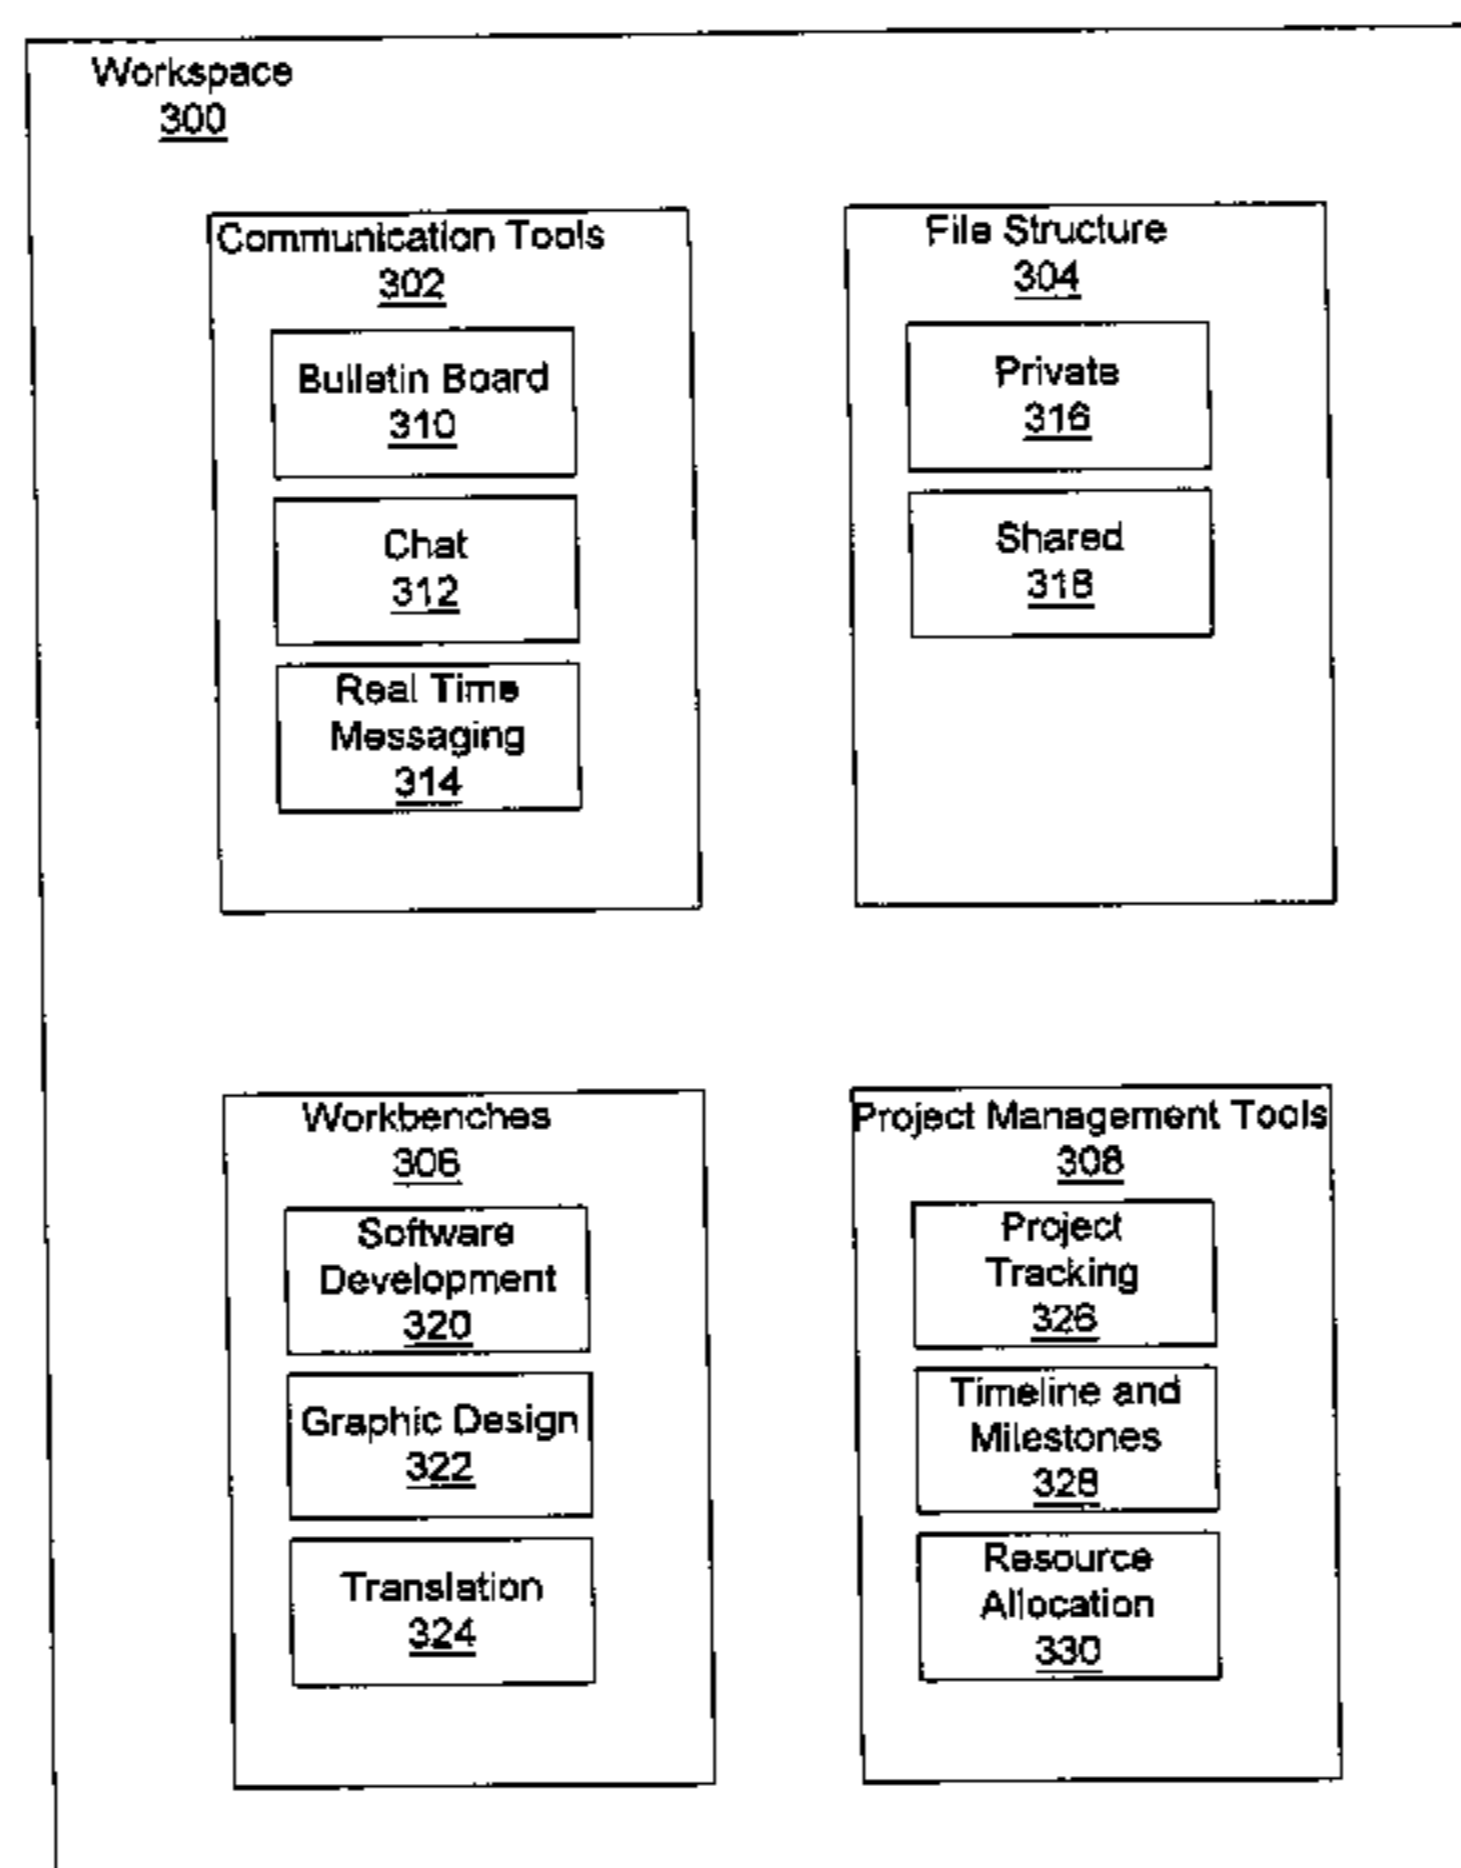 Workspace
300
Communication Tools
302
Bulletin Board
310
Chat
312
Real Time
Messaging
314
File Structure
304
Private
316
Shared
318
Workbenches
306
Software
Development
320
Graphic Design
322
Translation
324
Project Management Tools
308
Project
Tracking
326
Timeline and
Milestones
328
Resource
Allocation
330